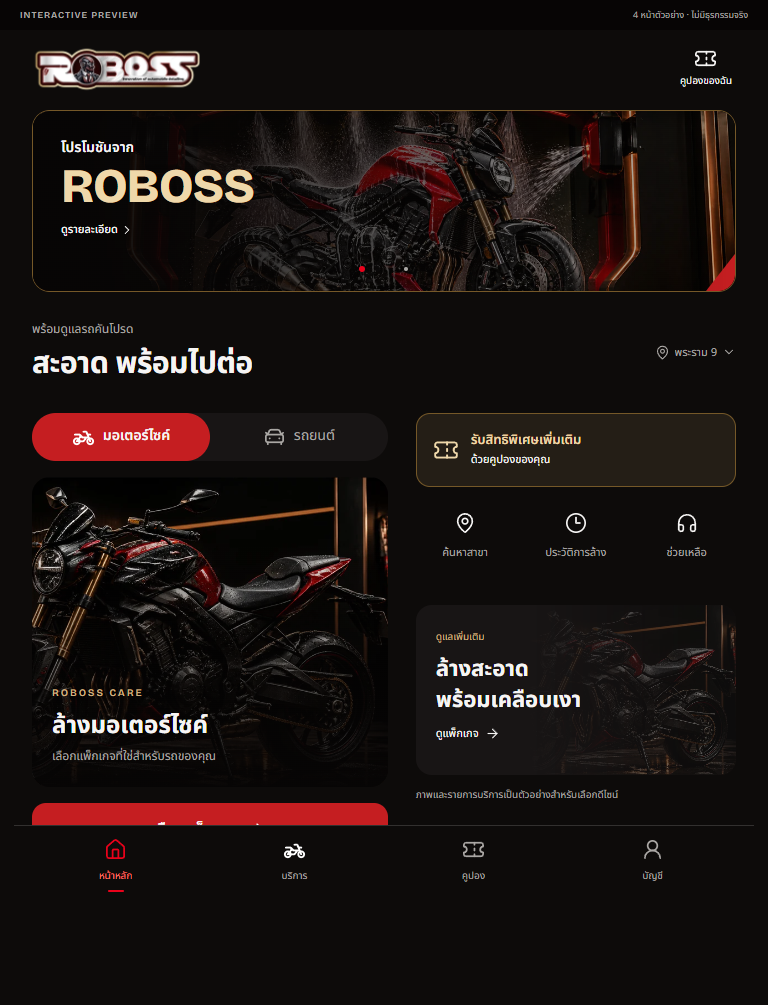 INTERACTIVE PREVIEW
4 หน้าตัวอย่าง · ไม่มีธุรกรรมจริง
ROBOSS
คูปองของฉัน
โปรโมชันจาก
ROBOSS
ดูรายละเอียด
พร้อมดูแลรถคันโปรด
สะอาด พร้อมไปต่อ
พระราม 9
มอเตอร์ไซค์
รถยนต์
รับสิทธิพิเศษเพิ่มเติม
ด้วยคูปองของคุณ
ค้นหาสาขา
ประวัติการล้าง
ช่วยเหลือ
ROBOSS CARE
ล้างมอเตอร์ไซค์
เลือกแพ็กเกจที่ใช่สำหรับรถของคุณ
ดูแลเพิ่มเติม
ล้างสะอาด
พร้อมเคลือบเงา
ดูแพ็กเกจ
ภาพและรายการบริการเป็นตัวอย่างสำหรับเลือกดีไซน์
หน้าหลัก
บริการ
คูปอง
บัญชี